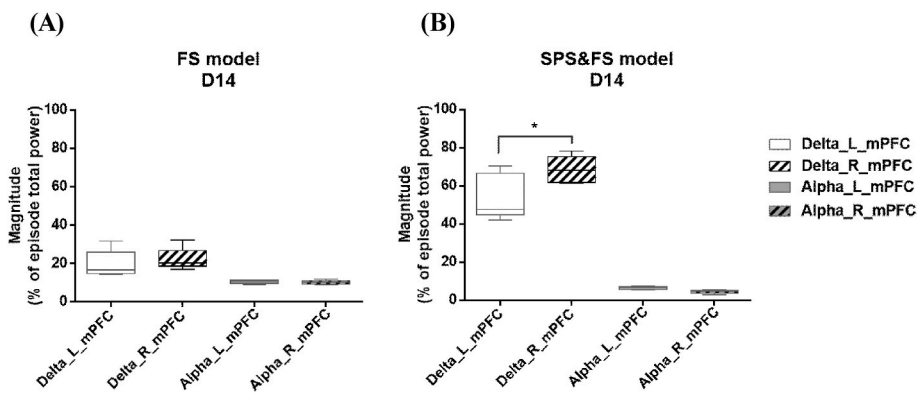 (A)
FS model
D14
Magnitude
(% of episode total power)
100
80
60
40
20
0
Delta_L_mPFC
Delta_R_mPFC
Alpha_L_mPFC
Alpha_R_mPFC
(B)
SPS&FS model
D14
Magnitude
(% of episode total power)
100
80
60
40
20
0
*
Delta_L_mPFC
Delta_R_mPFC
Alpha_L_mPFC
Alpha_R_mPFC
Delta_L_mPFC
Delta_R_mPFC
Alpha_L_mPFC
Alpha_R_mPFC